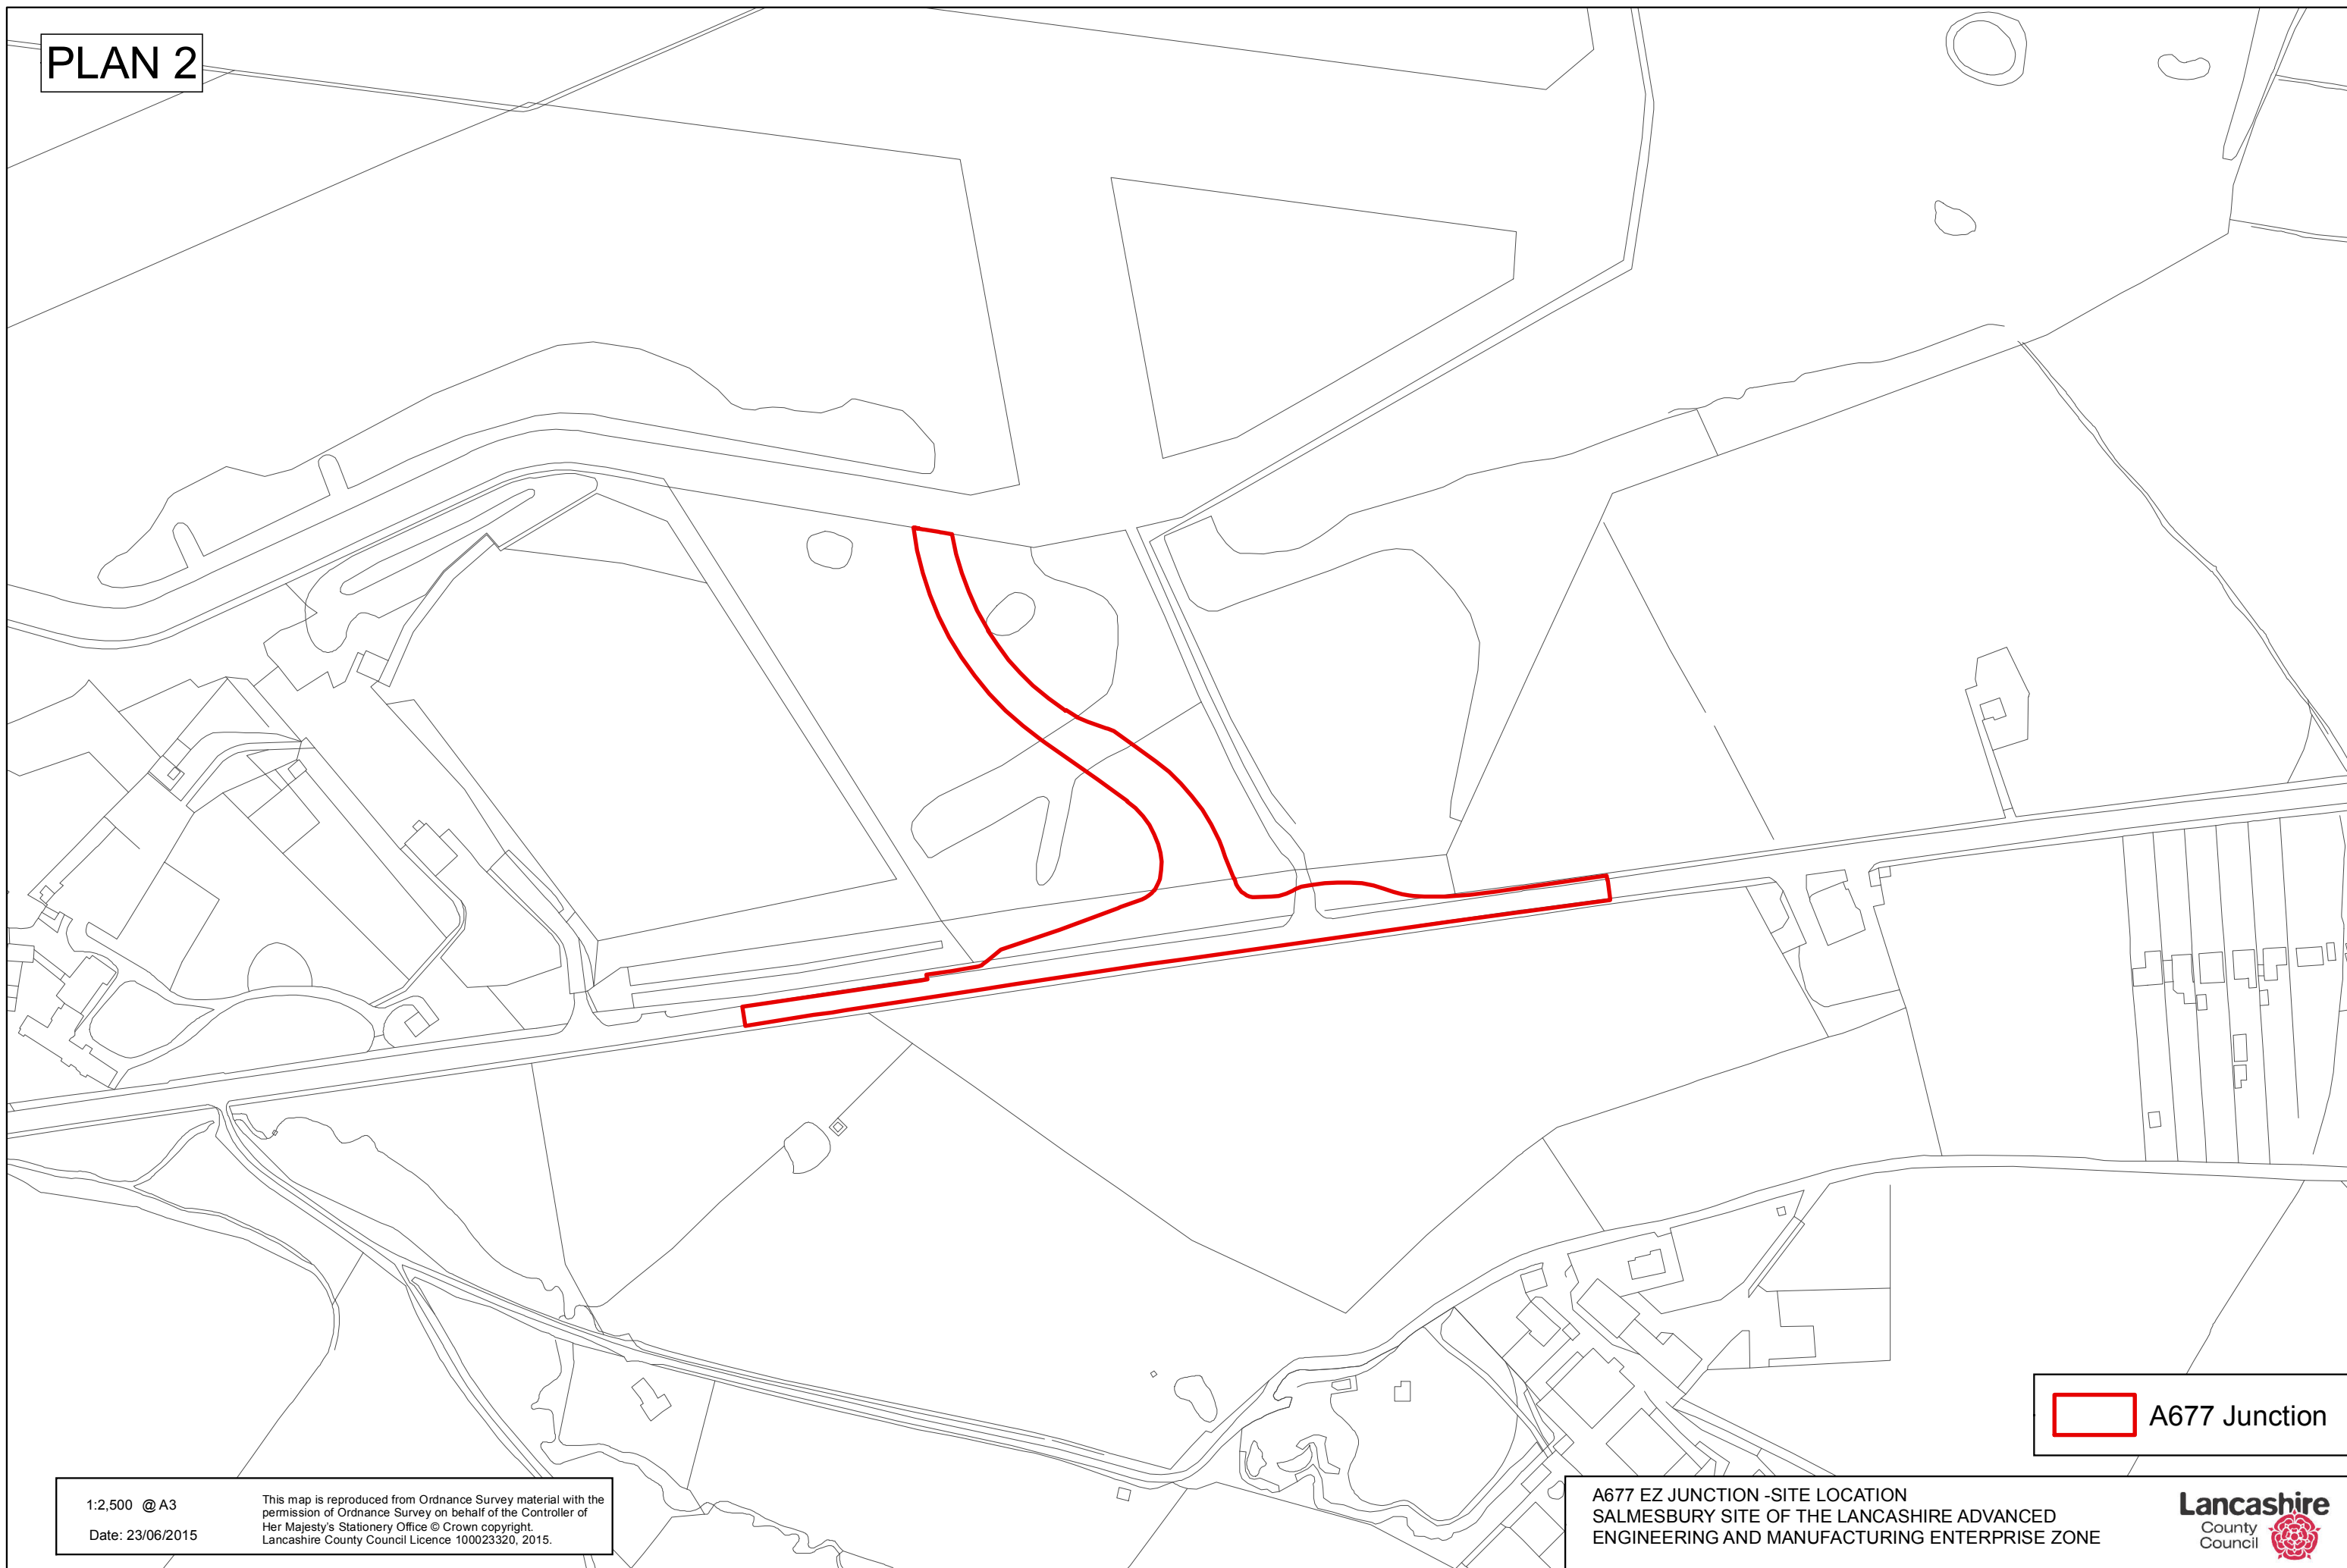 PLAN 2
A677 Junction
1:2,500 @ A3
Date: 23/06/2015
This map is reproduced from Ordnance Survey material with the
permission of Ordnance Survey on behalf of the Controller of
Her Majesty's Stationery Office © Crown copyright.
Lancashire County Council Licence 100023320, 2015.
A677 EZ JUNCTION -SITE LOCATION
SALMESBURY SITE OF THE LANCASHIRE ADVANCED
ENGINEERING AND MANUFACTURING ENTERPRISE ZONE
Lancashire
County
Council